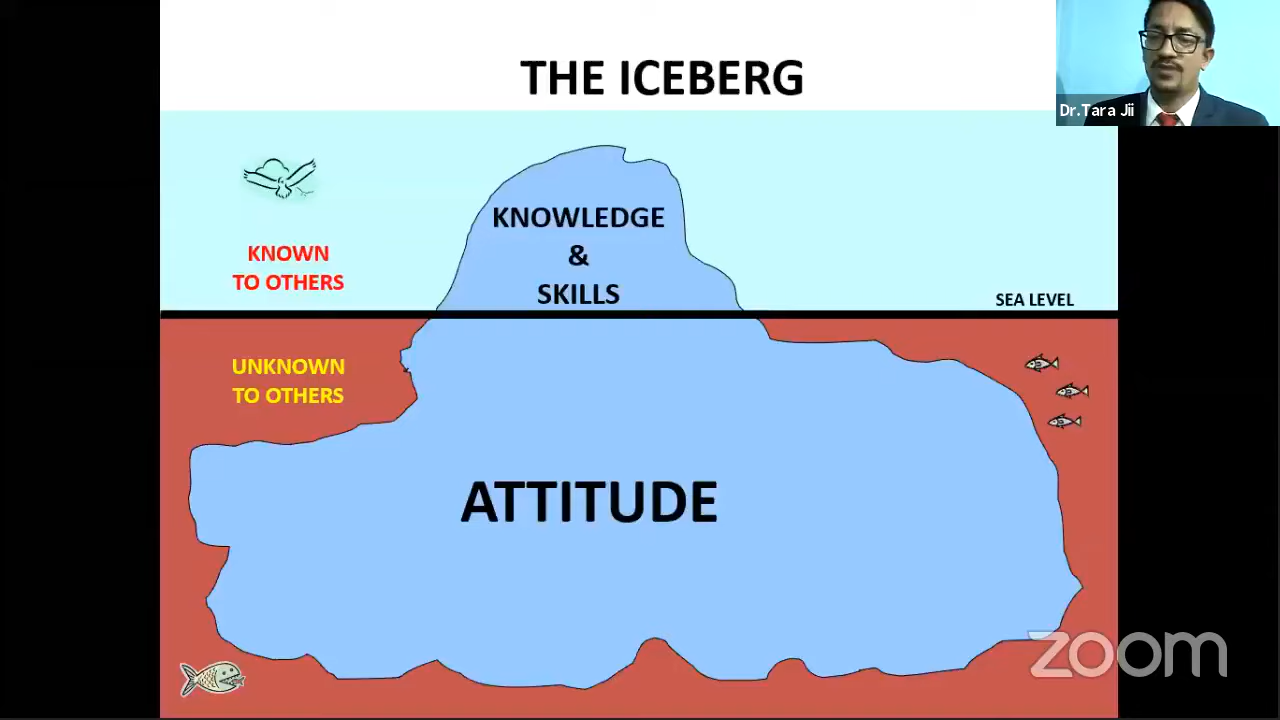 THE ICEBERG
Dr.Tara Jii
KNOWLEDGE
&
SKILLS
KNOWN
TO OTHERS
SEA LEVEL
UNKNOWN
TO OTHERS
ATTITUDE
zoom